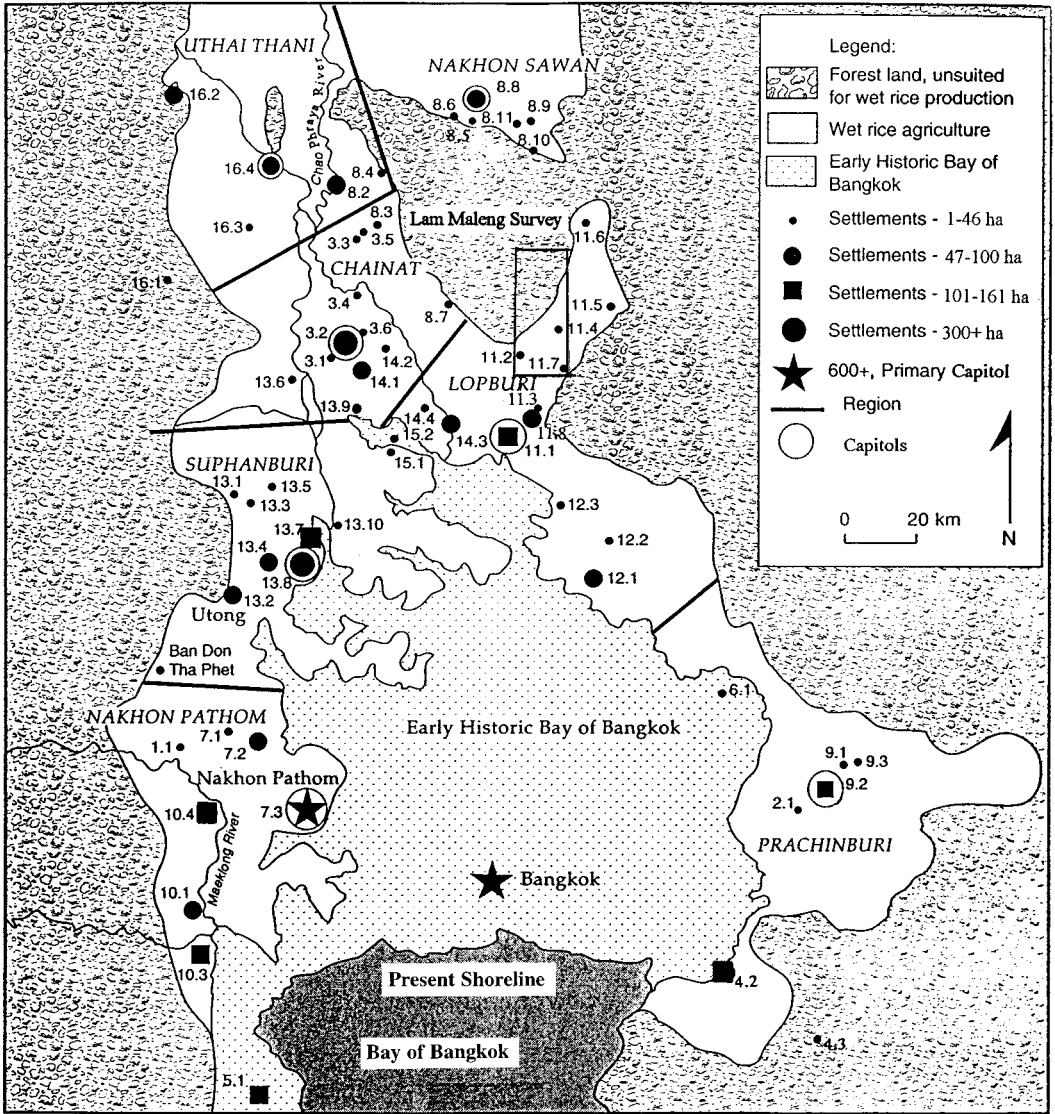 UTHAI THANI
Chao Phraya River
NAKHON SAWAN
16.2
8.8
8.6
8.9
8.11
8.5
8.10
16.4
8.4
8.2
8.3
16.3
3.3
3.5
Lam Maleng Survey
11.6
CHAINAT
16.1
3.4
8.7
11.5
3.2
3.6
11.4
3.1
14.2
11.2
11.7
14.1
LOPBURI
13.6
11.3
13.9
14.4
11.8
15.2
14.3
11.1
15.1
SUPHANBURI
13.1
13.5
13.3
12.3
13.7
13.10
12.2
13.4
13.8
12.1
13.2
Utong
Ban Don
Tha Phet
6.1
NAKHON PATHOM
7.1
1.1
7.2
Early Historic Bay of Bangkok
9.1
9.3
Nakhon Pathom
9.2
10.4
7.3
2.1
Maeklong River
PRACHINBURI
Bangkok
10.1
10.3
4.2
Present Shoreline
4.3
Bay of Bangkok
5.1
Legend:
Forest land, unsuited
for wet rice production
Wet rice agriculture
Early Historic Bay of
Bangkok
Settlements - 1-46 ha
Settlements - 47-100 ha
Settlements - 101-161 ha
Settlements - 300+ ha
600+, Primary Capitol
Region
Capitols
0 20 km
N